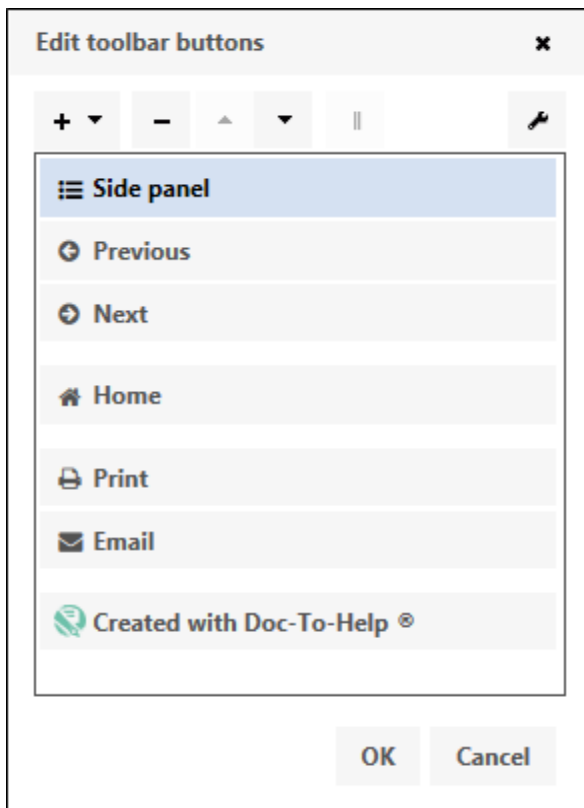 Edit toolbar buttons
Side panel
Previous
Next
Home
Print
Email
Created with Doc-To-Help ®
OK Cancel